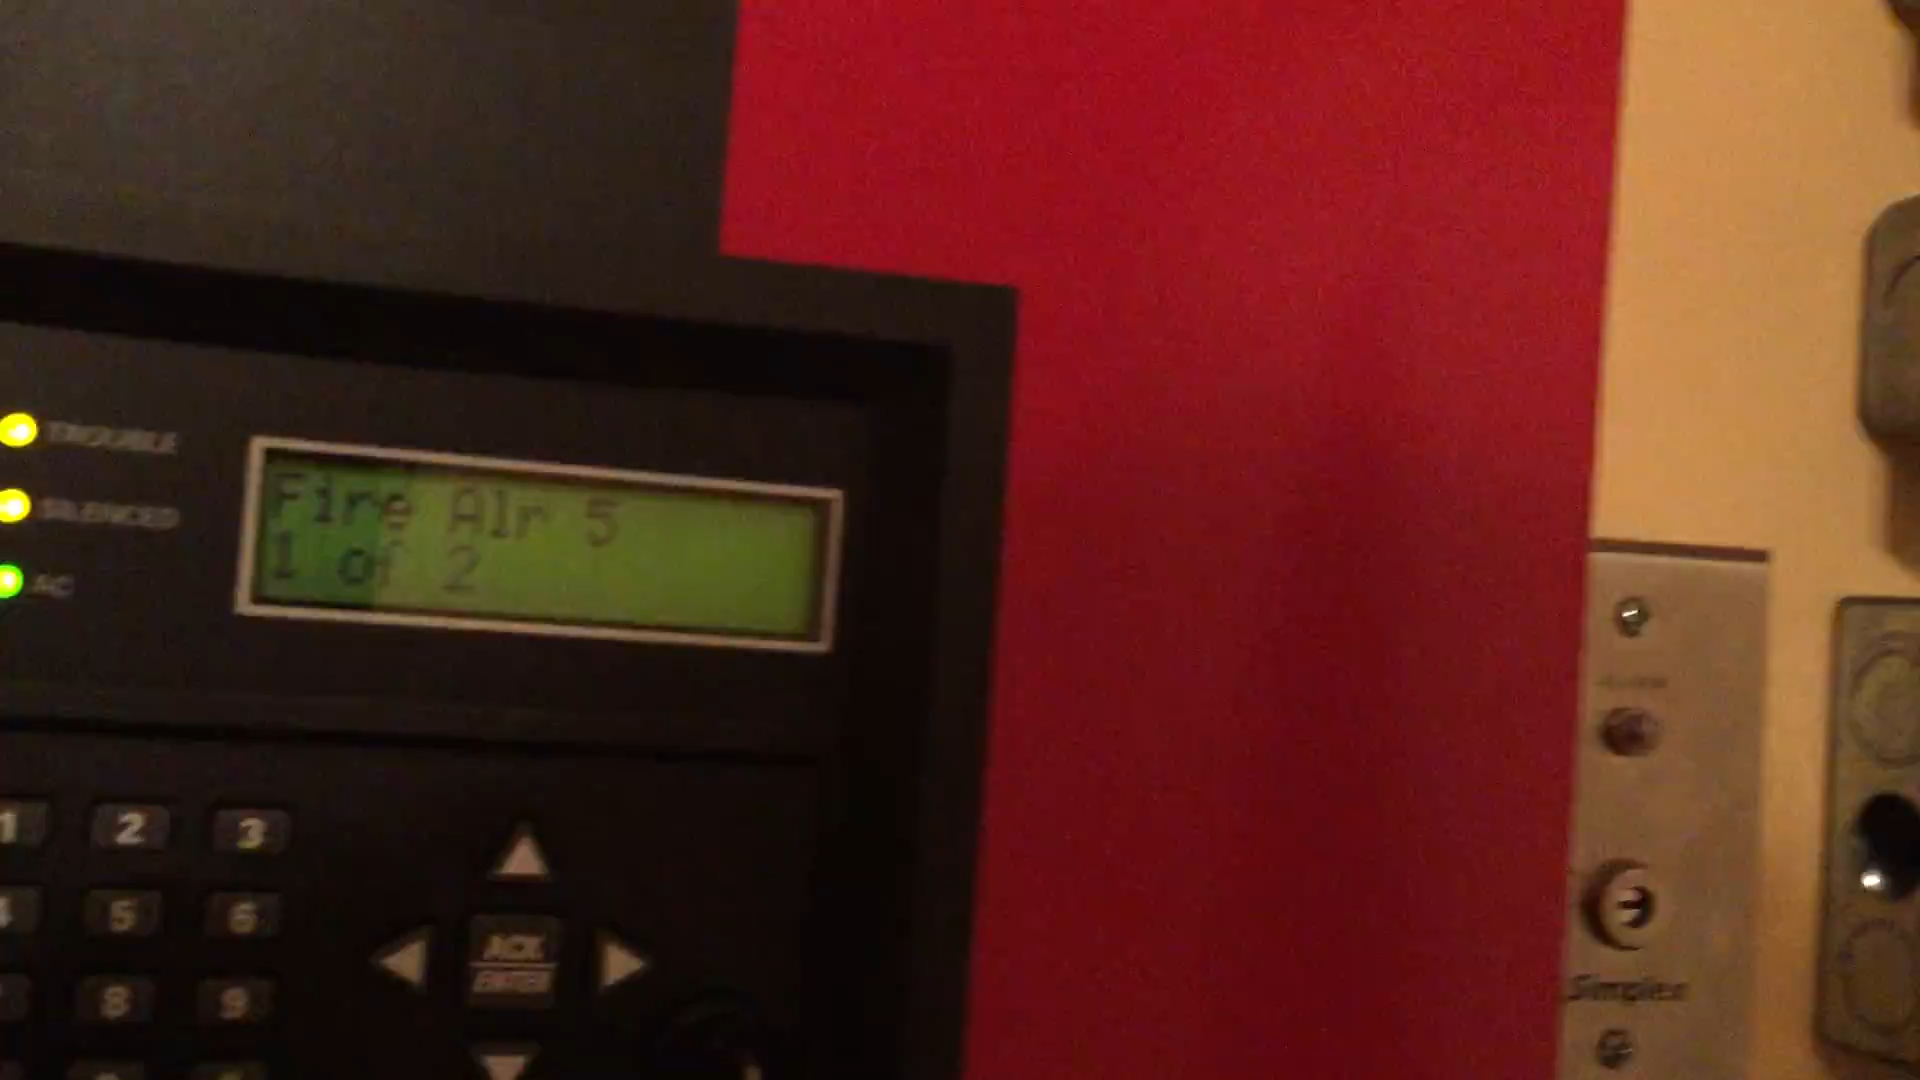 TROUBLE
SILENCED
AC
Fire Alr 5
1 of 2
1 2 3
4 5 6
8 9
ACK
ENTER
Simplex